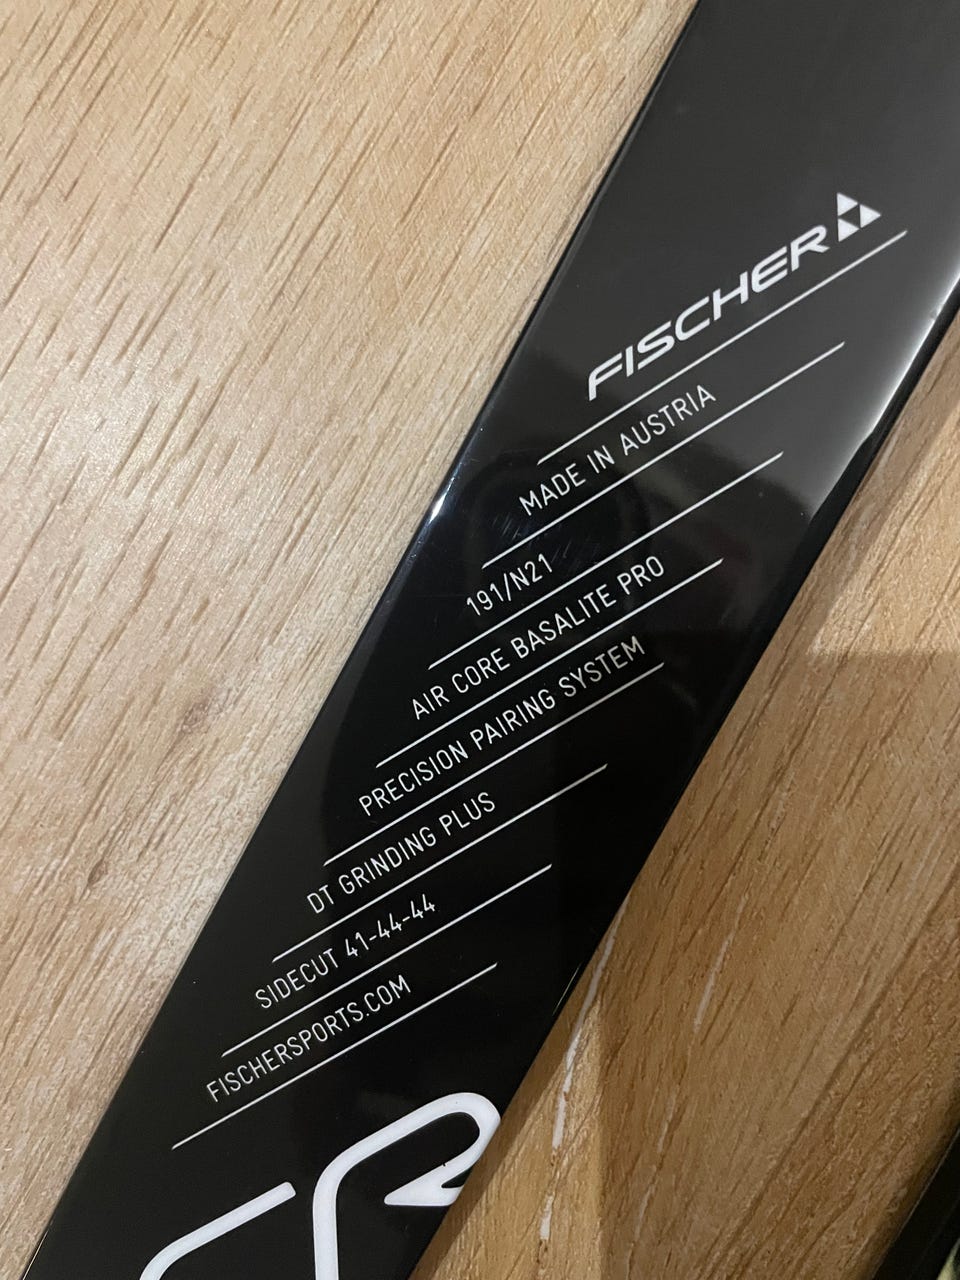 FISCHER
MADE IN AUSTRIA
191/N21
AIR CORE BASALITE PRO
PRECISION PAIRING SYSTEM
DT GRINDING PLUS
SIDECUT 41-44-44
FISCHERSPORTS.COM
CR